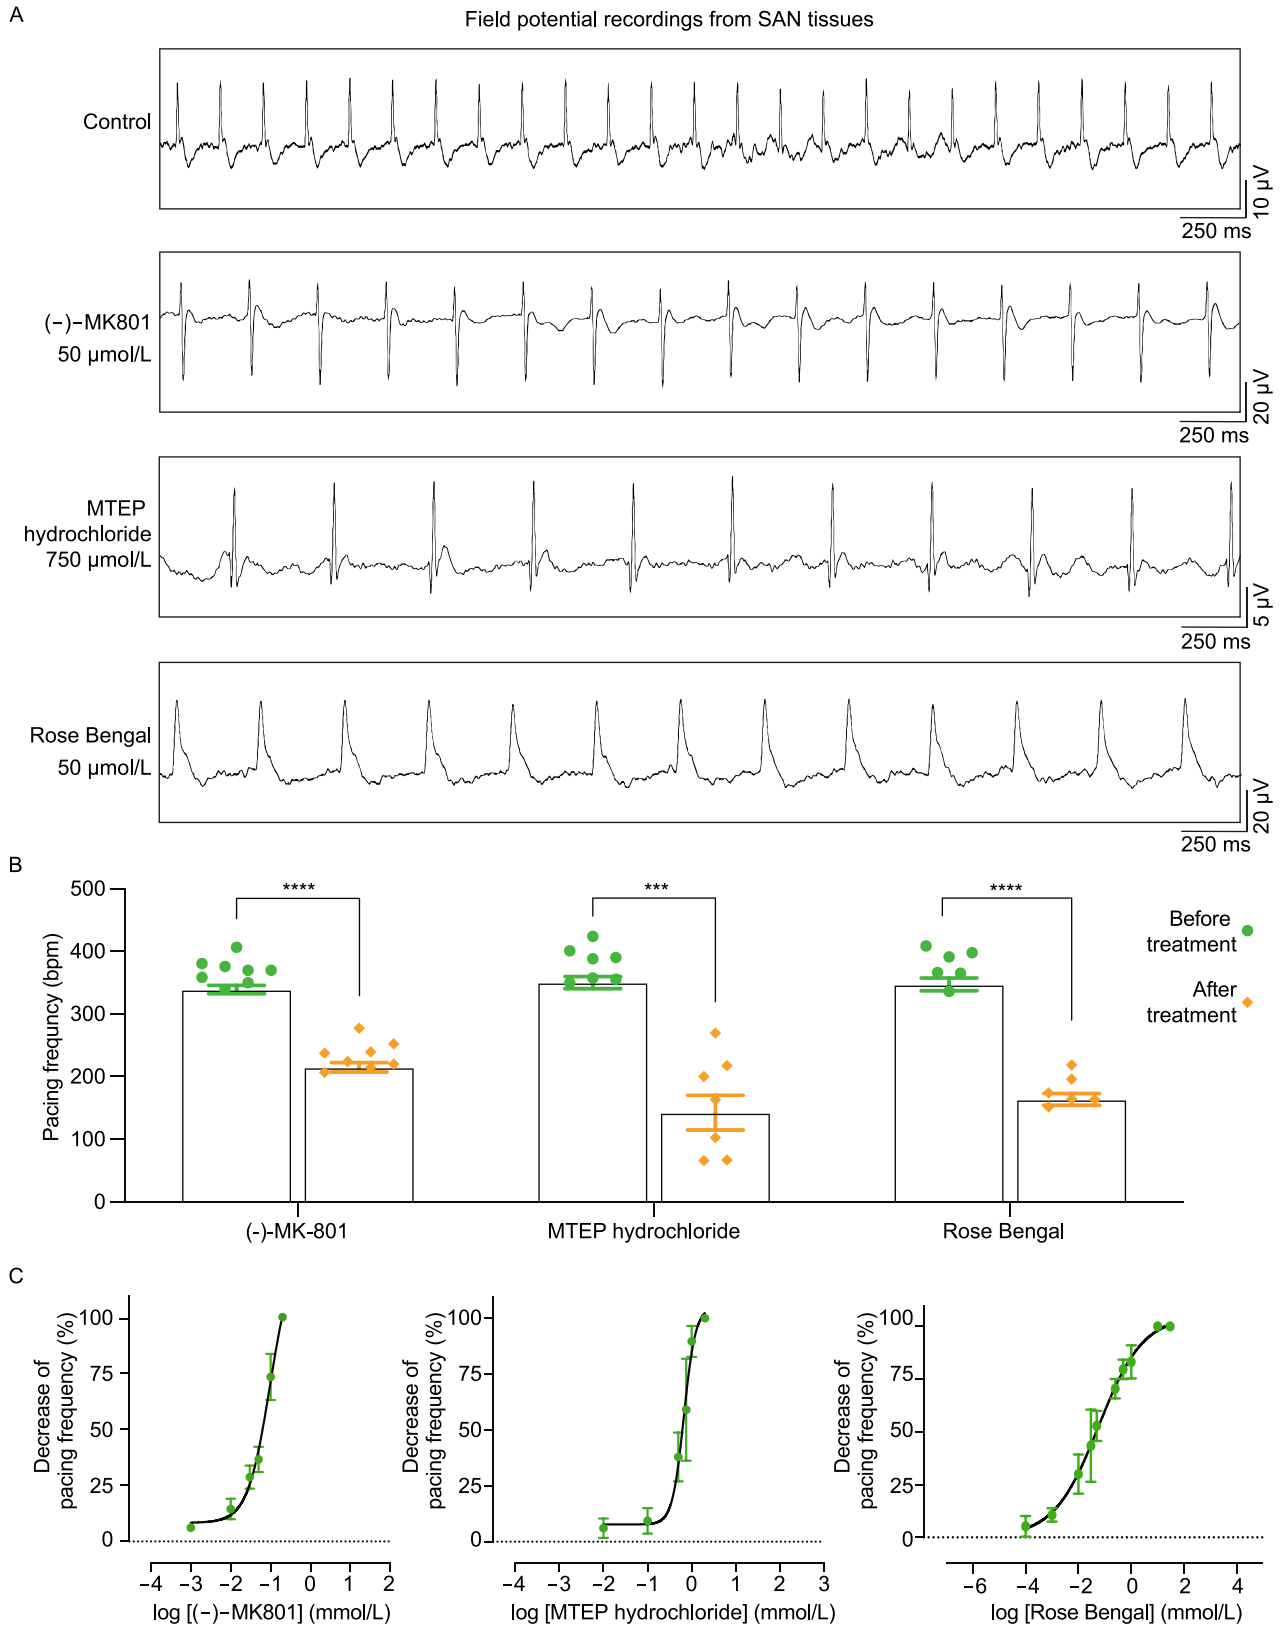 A
Field potential recordings from SAN tissues
Control
10 µV
250 ms
(−)−MK801
50 µmol/L
20 µV
250 ms
MTEP
hydrochloride
750 µmol/L
5 µV
250 ms
Rose Bengal
50 µmol/L
20 µV
250 ms
B
Pacing frequncy (bpm)
500
400
300
200
100
0
****
***
****
Before
treatment
After
treatment
(-)-MK-801
MTEP hydrochloride
Rose Bengal
C
Decrease of
pacing frequency (%)
100
75
50
25
0
−4 −3 −2 −1 0 1 2
log [(−)−MK801] (mmol/L)
Decrease of
pacing frequency (%)
100
75
50
25
0
−4 −3 −2 −1 0 1 2 3
log [MTEP hydrochloride] (mmol/L)
Decrease of
pacing frequency (%)
100
75
50
25
0
−6 −4 −2 0 2 4
log [Rose Bengal] (mmol/L)